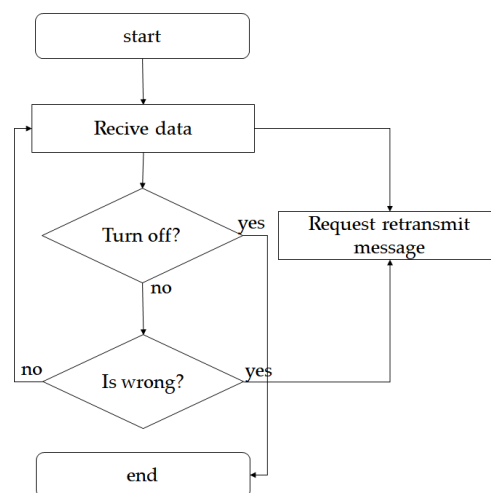 start
Recive data
Turn off?
yes
Request retransmit
message
no
no
Is wrong?
yes
end